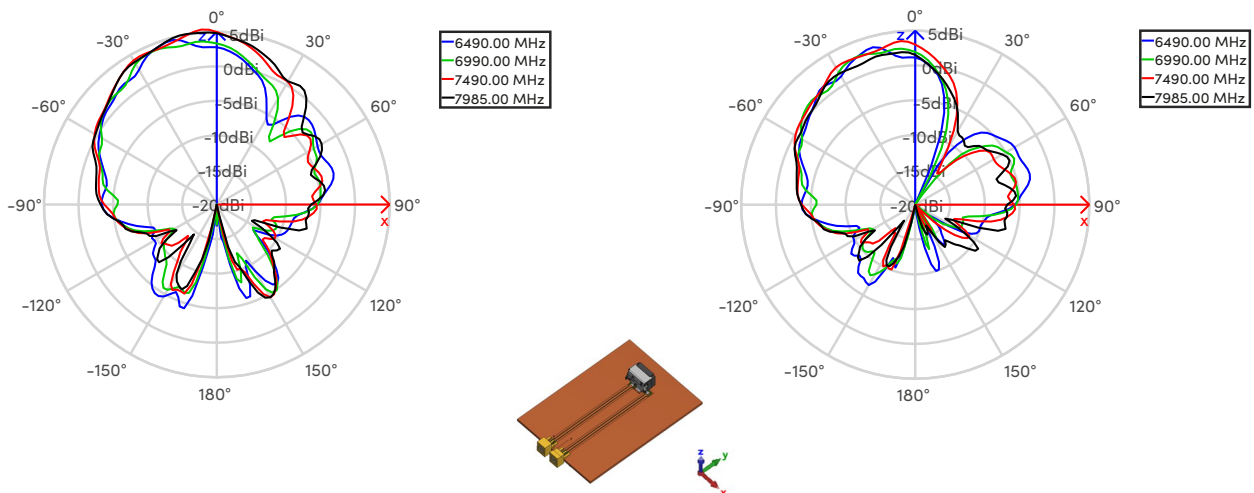 0°
-30°
30°
-60°
60°
-90°
90°
-120°
120°
-150°
150°
180°
z
x
5dBi
0dBi
-5dBi
-10dBi
-15dBi
-20dBi
6490.00 MHz
6990.00 MHz
7490.00 MHz
7985.00 MHz
0°
-30°
30°
-60°
60°
-90°
90°
-120°
120°
-150°
150°
180°
z
x
5dBi
0dBi
-5dBi
-10dBi
-15dBi
-20dBi
6490.00 MHz
6990.00 MHz
7490.00 MHz
7985.00 MHz
z
y
x